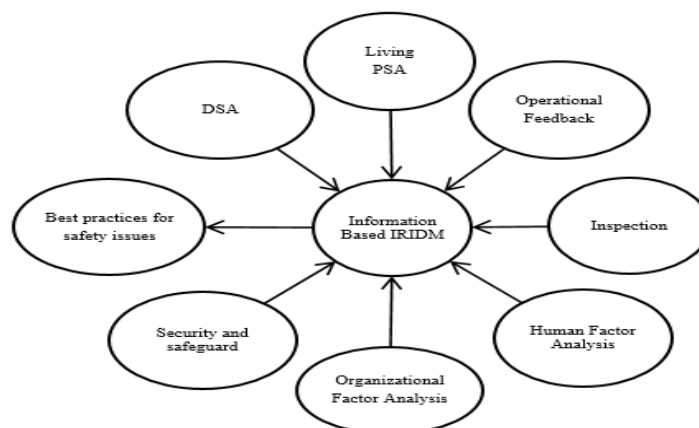 Living
PSA
DSA
Operational
Feedback
Best practices for
safety issues
Information
Based IRIDM
Inspection
Security and
safeguard
Human Factor
Analysis
Organizational
Factor Analysis